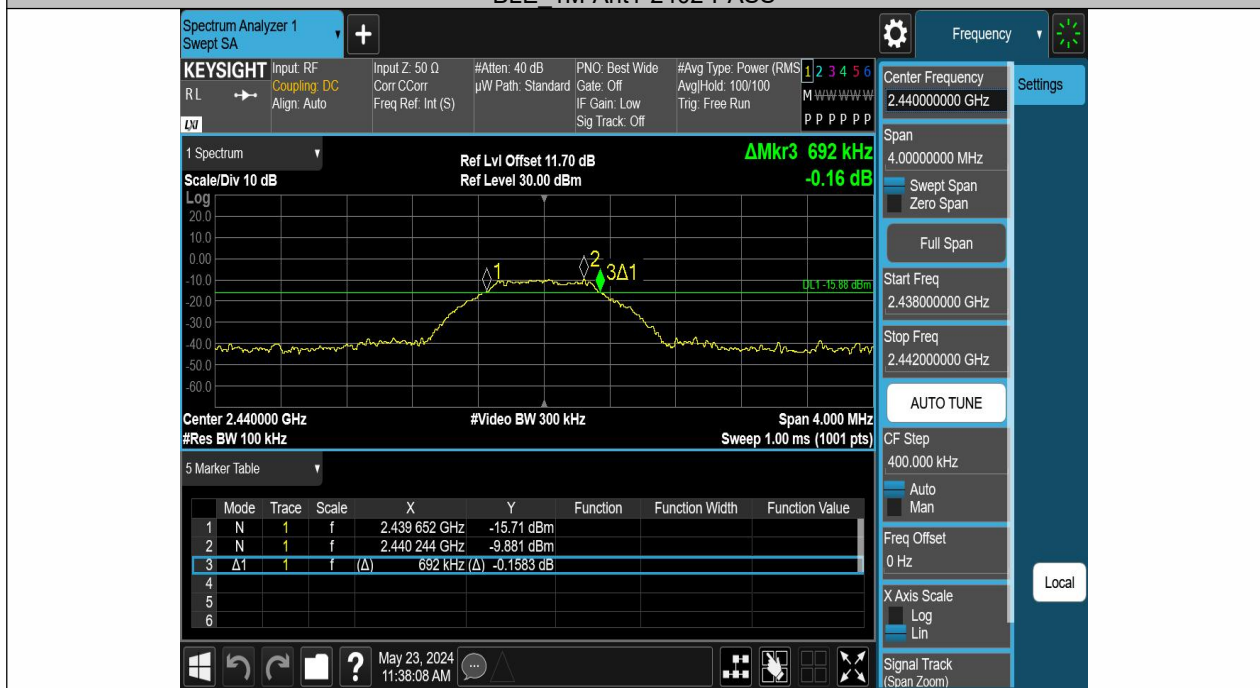 Spectrum Analyzer 1
Swept SA
+
Frequency
KEYSIGHT
RL
LXI
Input: RF
Coupling: DC
Align: Auto
Input Z: 50 Ω
Corr CCorr
Freq Ref: Int (S)
#Atten: 40 dB
µW Path: Standard
PNO: Best Wide
Gate: Off
IF Gain: Low
Sig Track: Off
#Avg Type: Power (RMS
Avg|Hold: 100/100
Trig: Free Run
1 2 3 4 5 6
M W W W W W
P P P P P P
1 Spectrum
Scale/Div 10 dB
Ref Lvl Offset 11.70 dB
Ref Level 30.00 dBm
ΔMkr3 692 kHz
-0.16 dB
Log
20.0
10.0
0.00
-10.0
-20.0
-30.0
-40.0
-50.0
-60.0
1
2
3Δ1
DL1 -15.88 dBm
Center 2.440000 GHz
#Video BW 300 kHz
Span 4.000 MHz
#Res BW 100 kHz
Sweep 1.00 ms (1001 pts)
5 Marker Table
Mode Trace Scale X Y Function Function Width Function Value
1 N 1 f 2.439 652 GHz -15.71 dBm
2 N 1 f 2.440 244 GHz -9.881 dBm
3 Δ1 1 f (Δ) 692 kHz (Δ) -0.1583 dB
4
5
6
?
May 23, 2024
11:38:08 AM
Center Frequency
2.440000000 GHz
Settings
Span
4.00000000 MHz
Swept Span
Zero Span
Full Span
Start Freq
2.438000000 GHz
Stop Freq
2.442000000 GHz
AUTO TUNE
CF Step
400.000 kHz
Auto
Man
Freq Offset
0 Hz
X Axis Scale
Log
Lin
Local
Signal Track
(Span Zoom)